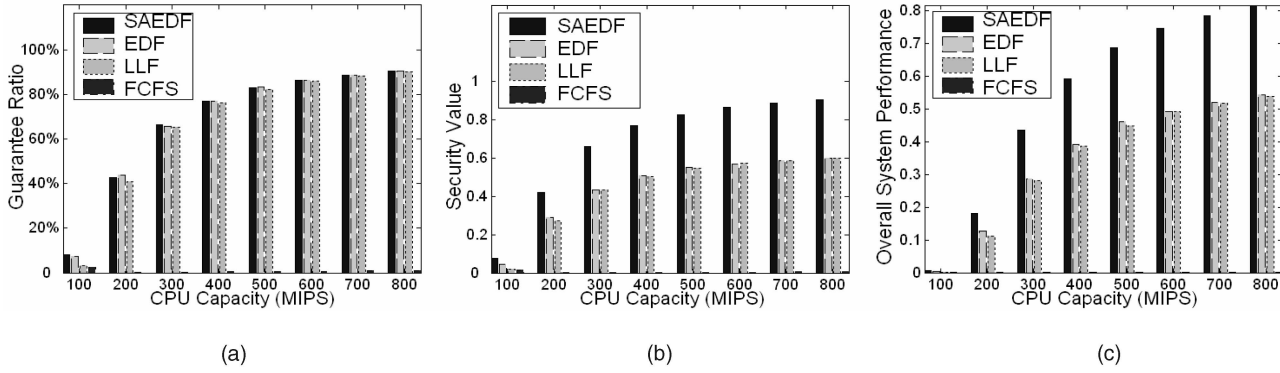 SAEDF
EDF
LLF
FCFS
100%
80%
60%
40%
20%
0
Guarantee Ratio
100 200 300 400 500 600 700 800
CPU Capacity (MIPS)
(a)
SAEDF
EDF
LLF
FCFS
1
0.8
0.6
0.4
0.2
0
Security Value
100 200 300 400 500 600 700 800
CPU Capacity (MIPS)
(b)
SAEDF
EDF
LLF
FCFS
0.8
0.7
0.6
0.5
0.4
0.3
0.2
0.1
0
Overall System Performance
100 200 300 400 500 600 700 800
CPU Capacity (MIPS)
(c)